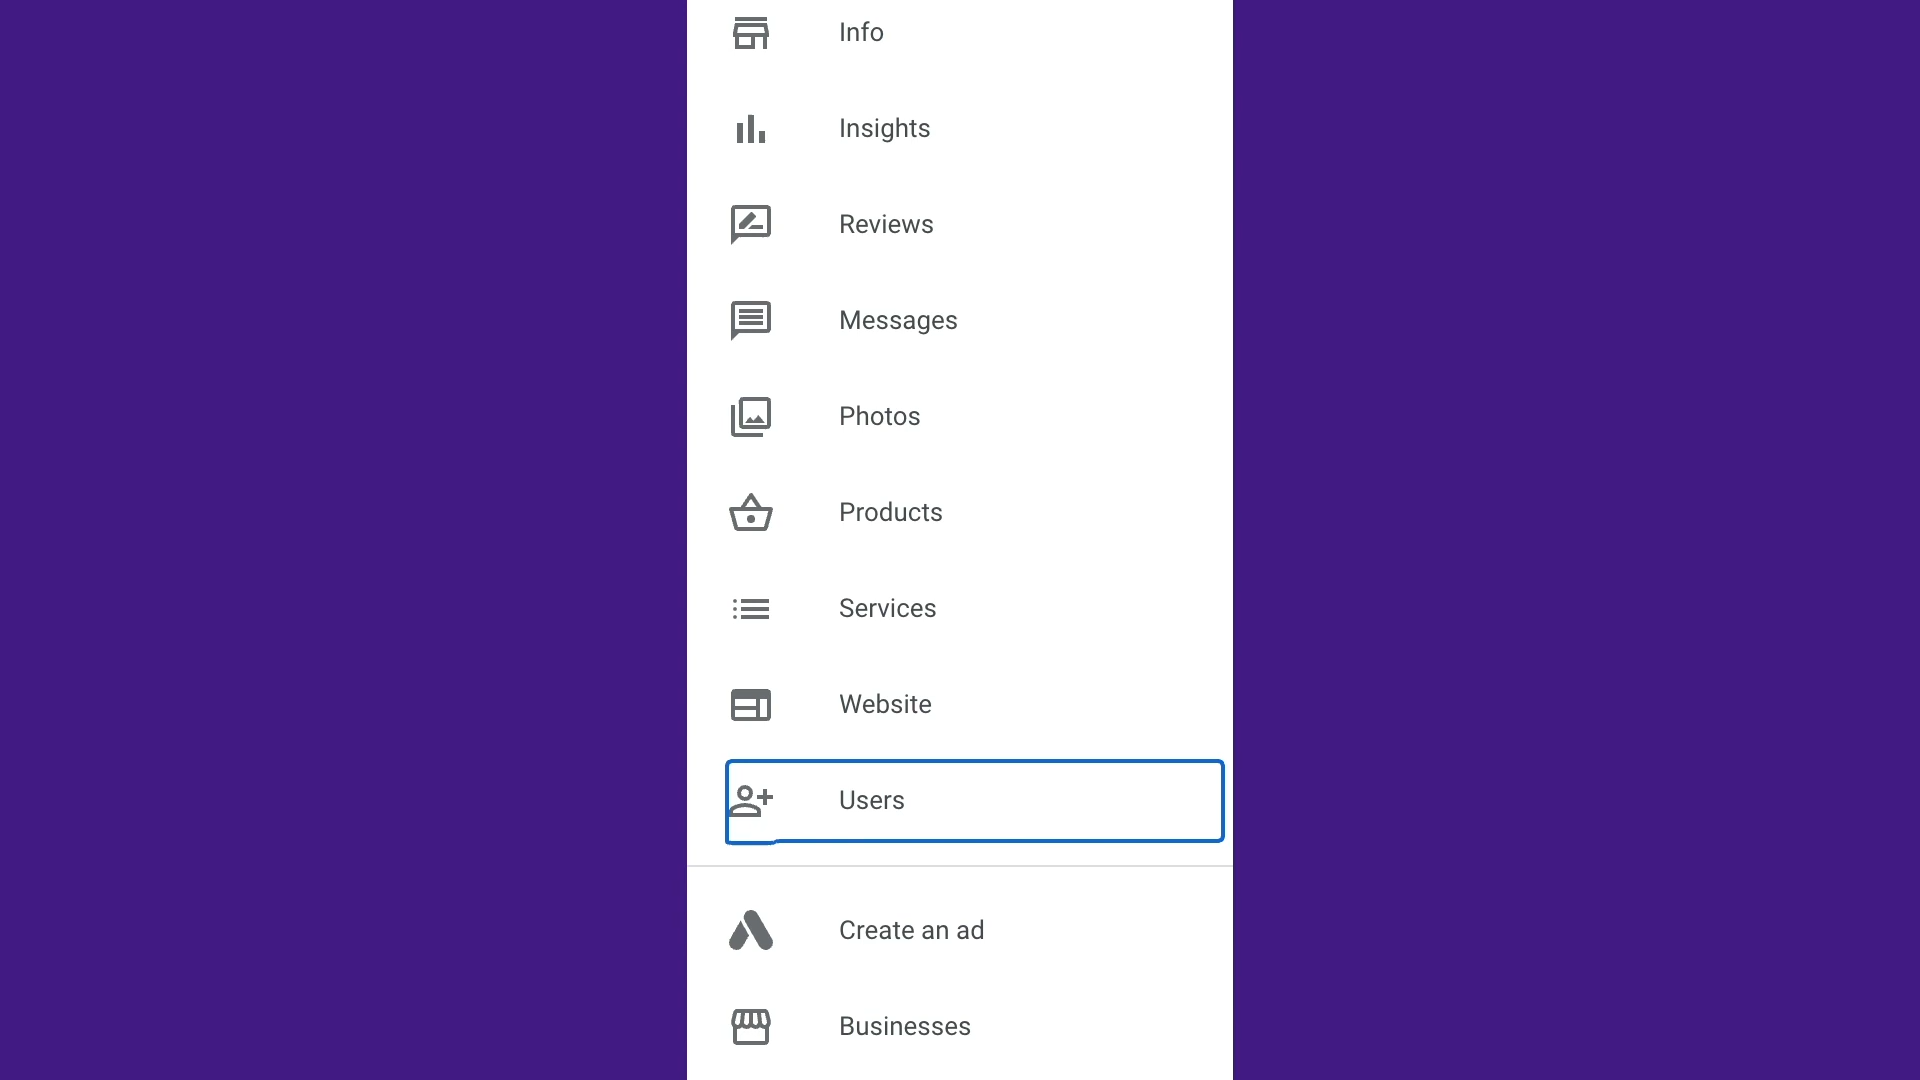 Info
Insights
Reviews
Messages
Photos
Products
Services
Website
Users
Create an ad
Businesses